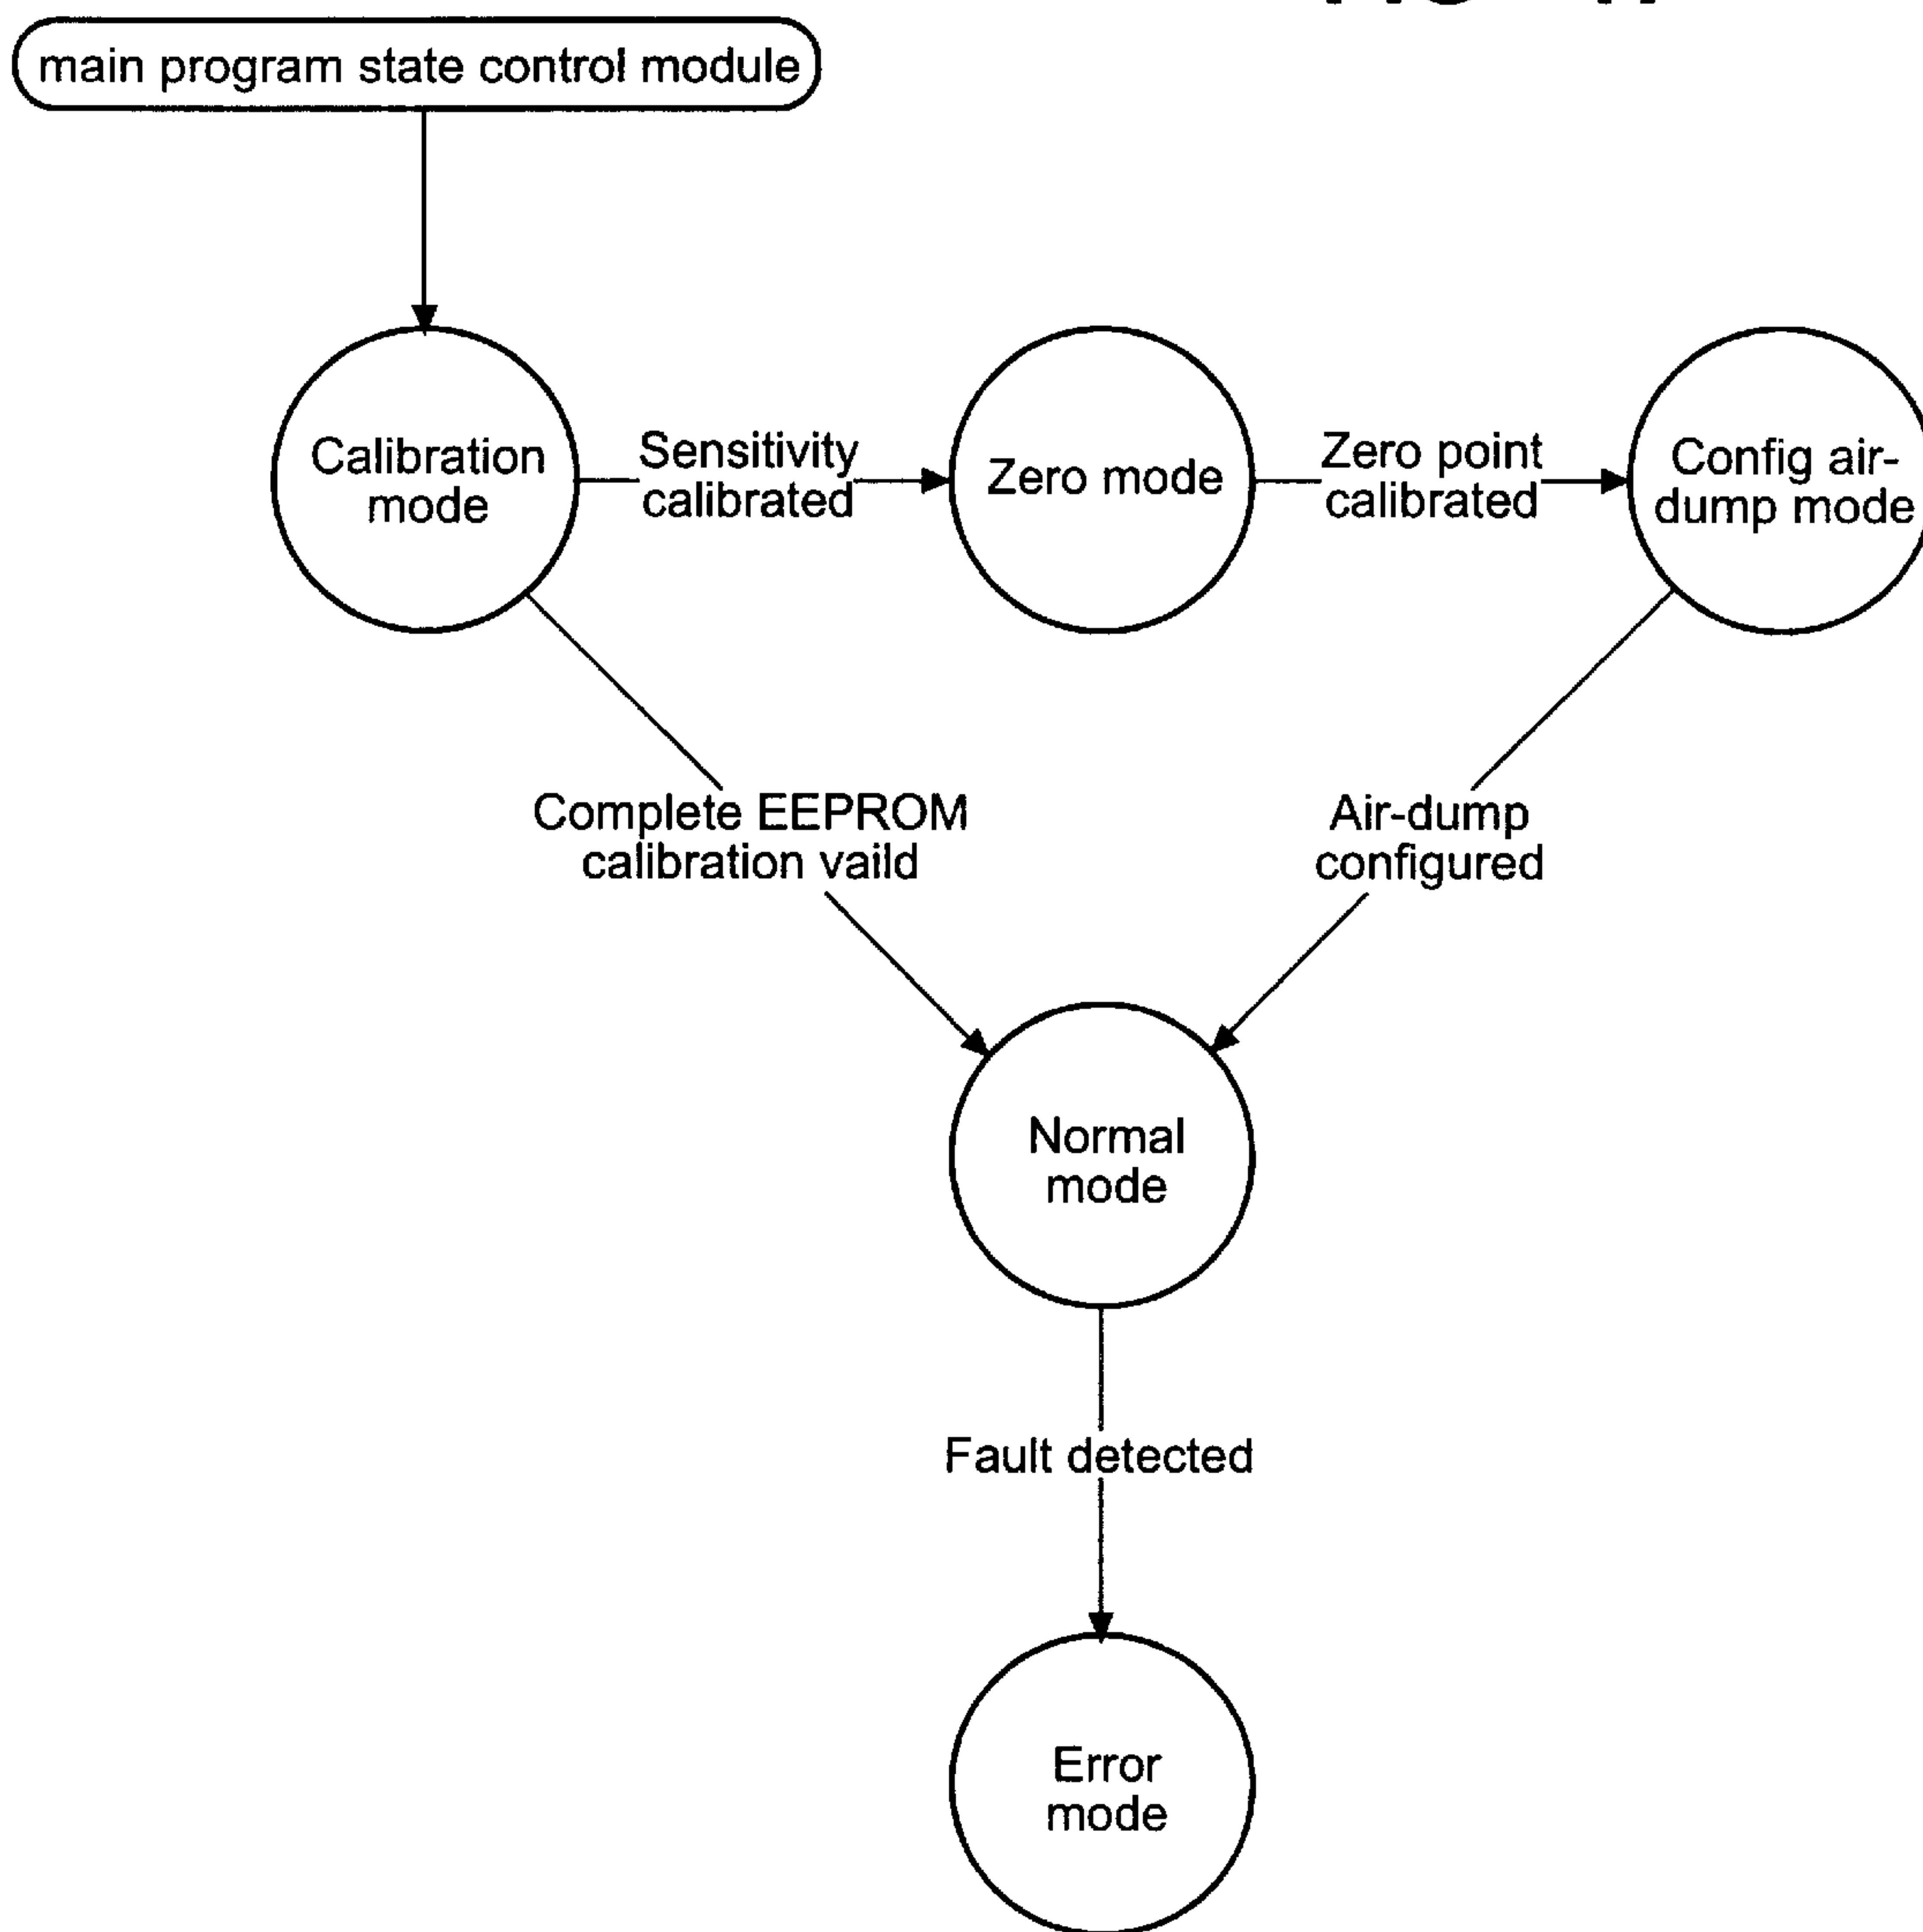 main program state control module
Calibration
mode
Sensitivity
calibrated
Zero mode
Zero point
calibrated
Config air-
dump mode
Complete EEPROM
calibration vaild
Air-dump
configured
Normal
mode
Fault detected
Error
mode